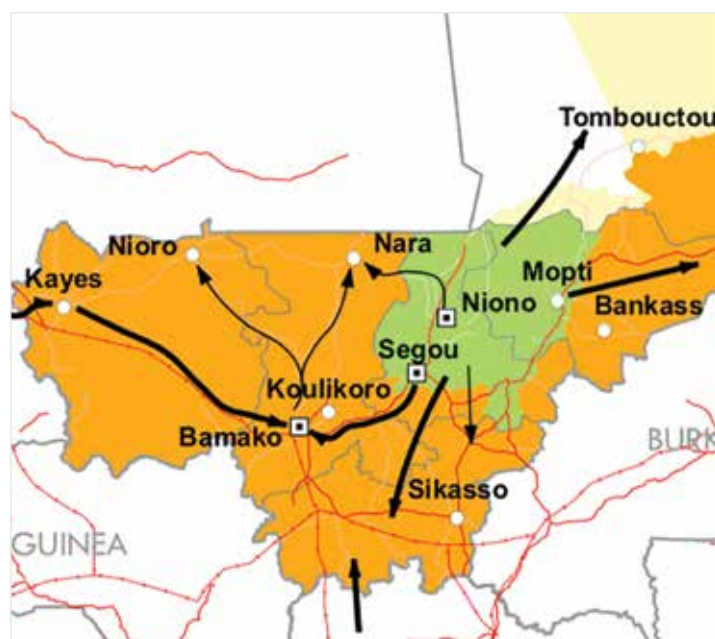 Tombouctou
Nioro
Nara
Kayes
Mopti
Niono
Bankass
Segou
Koulikoro
Bamako
BURK
Sikasso
GUINEA